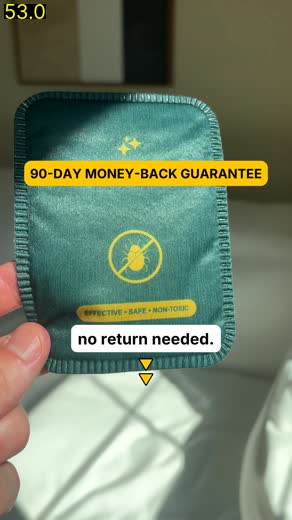 53.0
90-DAY MONEY-BACK GUARANTEE
EFFECTIVE • SAFE • NON-TOXIC
no return needed.